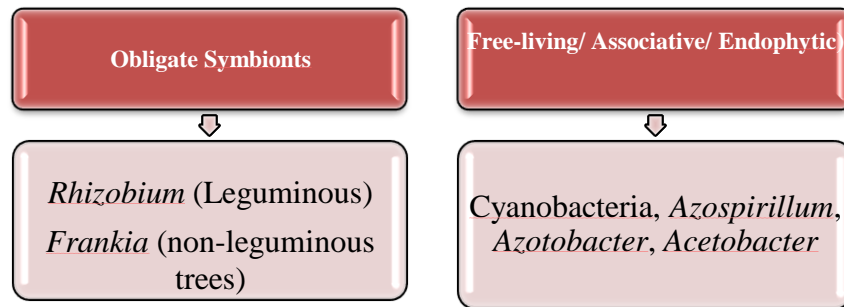 Obligate Symbionts
Rhizobium (Leguminous)
Frankia (non-leguminous
trees)
Free-living/ Associative/ Endophytic)
Cyanobacteria, Azospirillum,
Azotobacter, Acetobacter